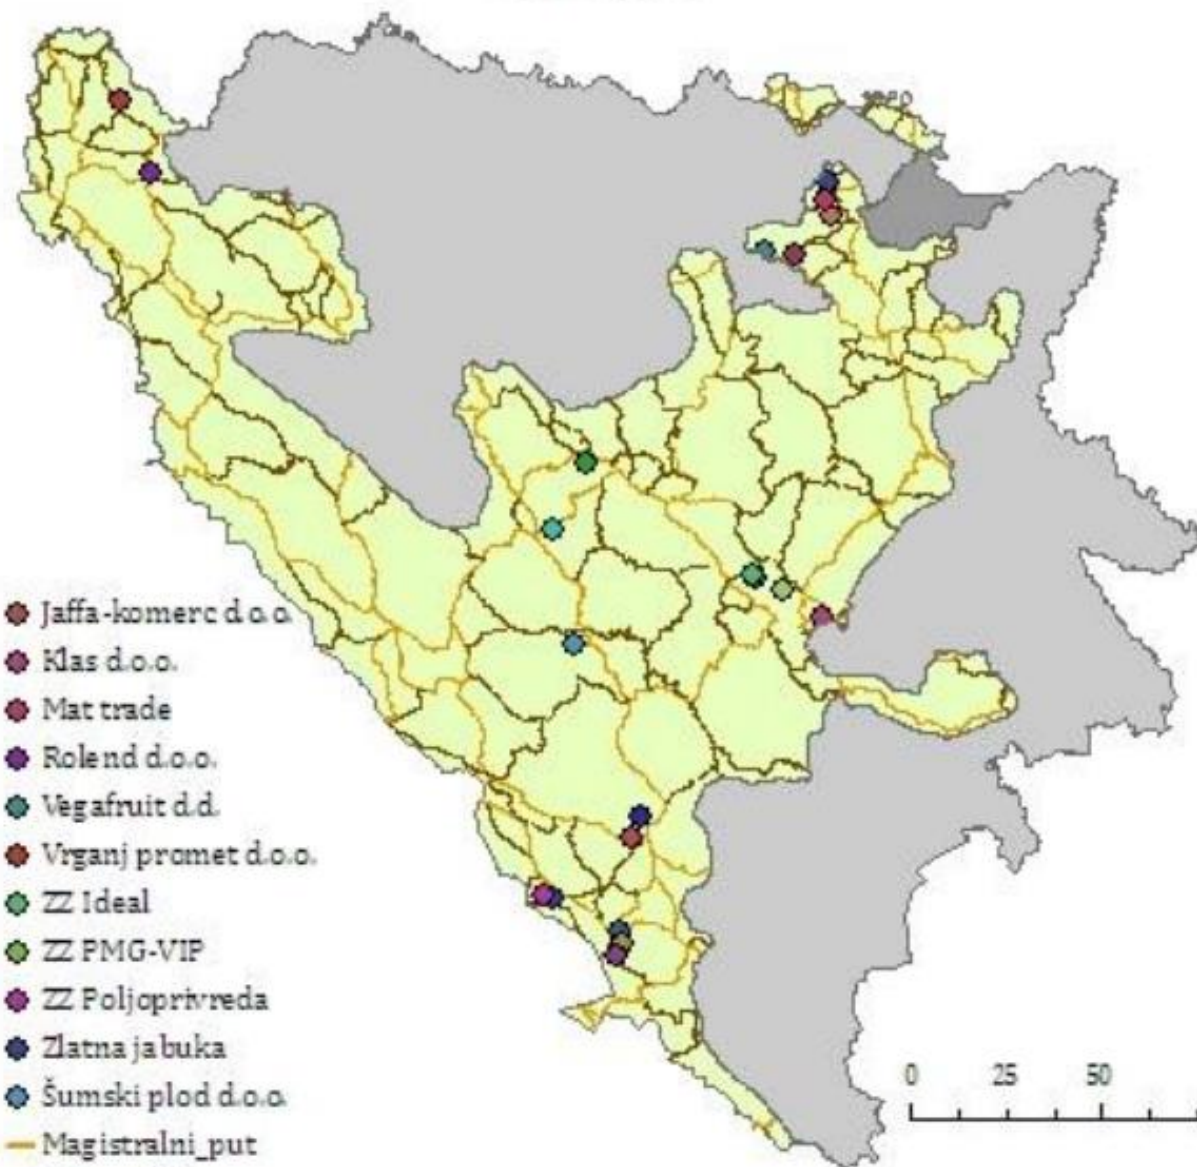 Jaffa-komerc d.o.o.
Klas d.o.o.
Mat trade
Rolend d.o.o.
Vegafruit d.d.
Vrganj promet d.o.o.
ZZ Ideal
ZZ PMG-VIP
ZZ Poljoprivreda
Zlatna jabuka
Šumski plod d.o.o.
Magistralni_put
0 25 50